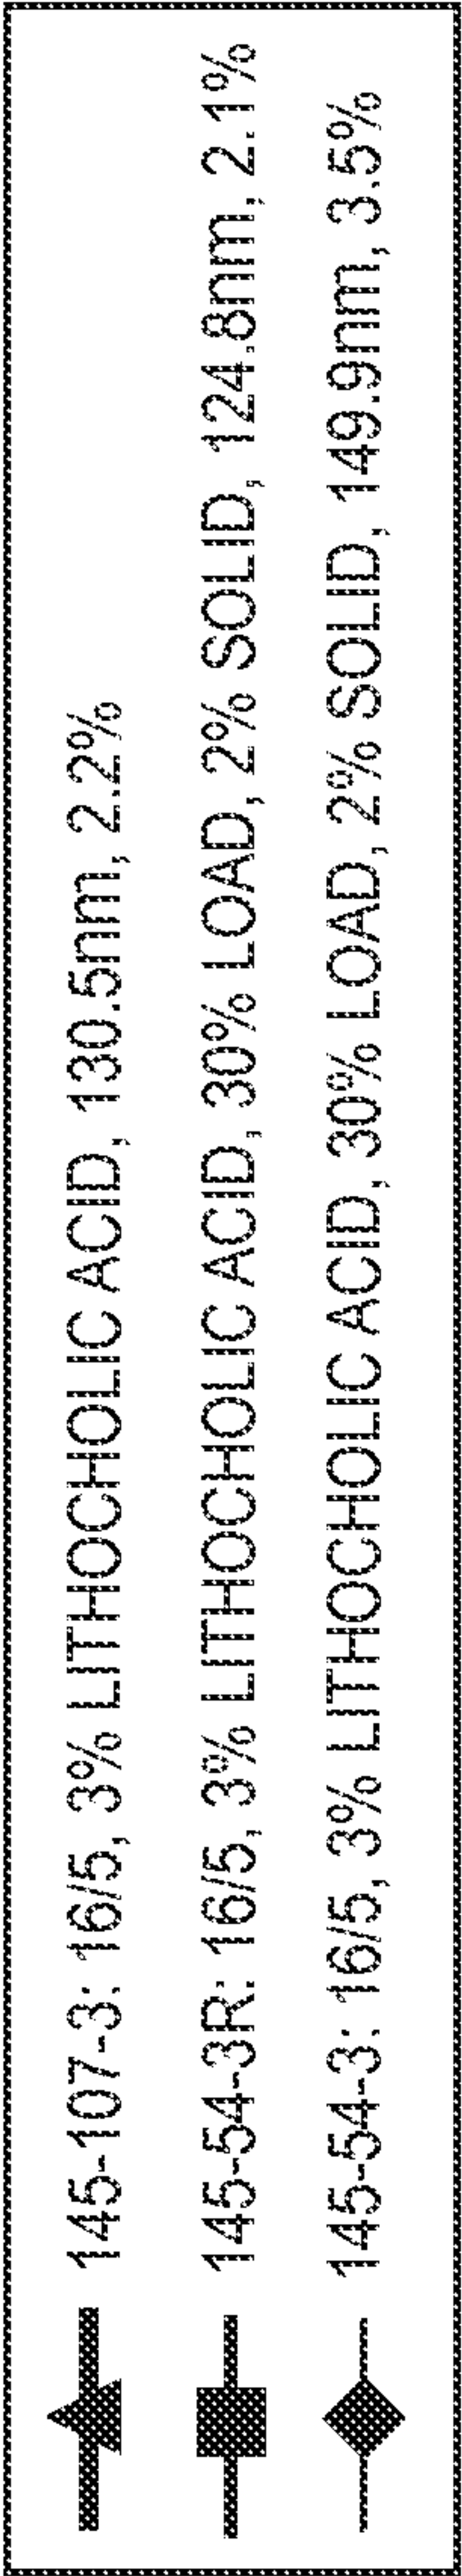 145-107-3: 16/5, 3% LITHOCHOLIC ACID, 130.5nm, 2.2%
145-54-3R: 16/5, 3% LITHOCHOLIC ACID, 30% LOAD, 2% SOLID, 124.8nm, 2.1%
145-54-3: 16/5, 3% LITHOCHOLIC ACID, 30% LOAD, 2% SOLID, 149.9nm, 3.5%